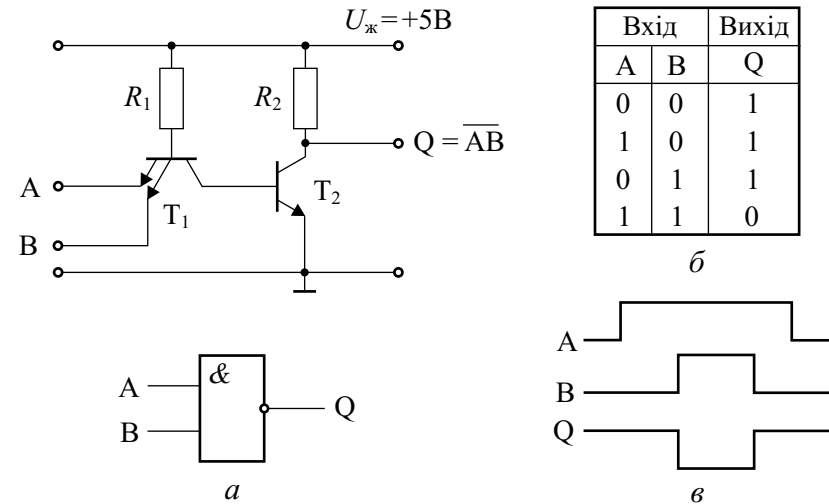 Uж = +5В
R1
R2
Q = A̅B̅
A
T1
T2
B
&
A
B
Q
а
Вхід Вихід
A B Q
0 0 1
1 0 1
0 1 1
1 1 0
б
A
B
Q
в